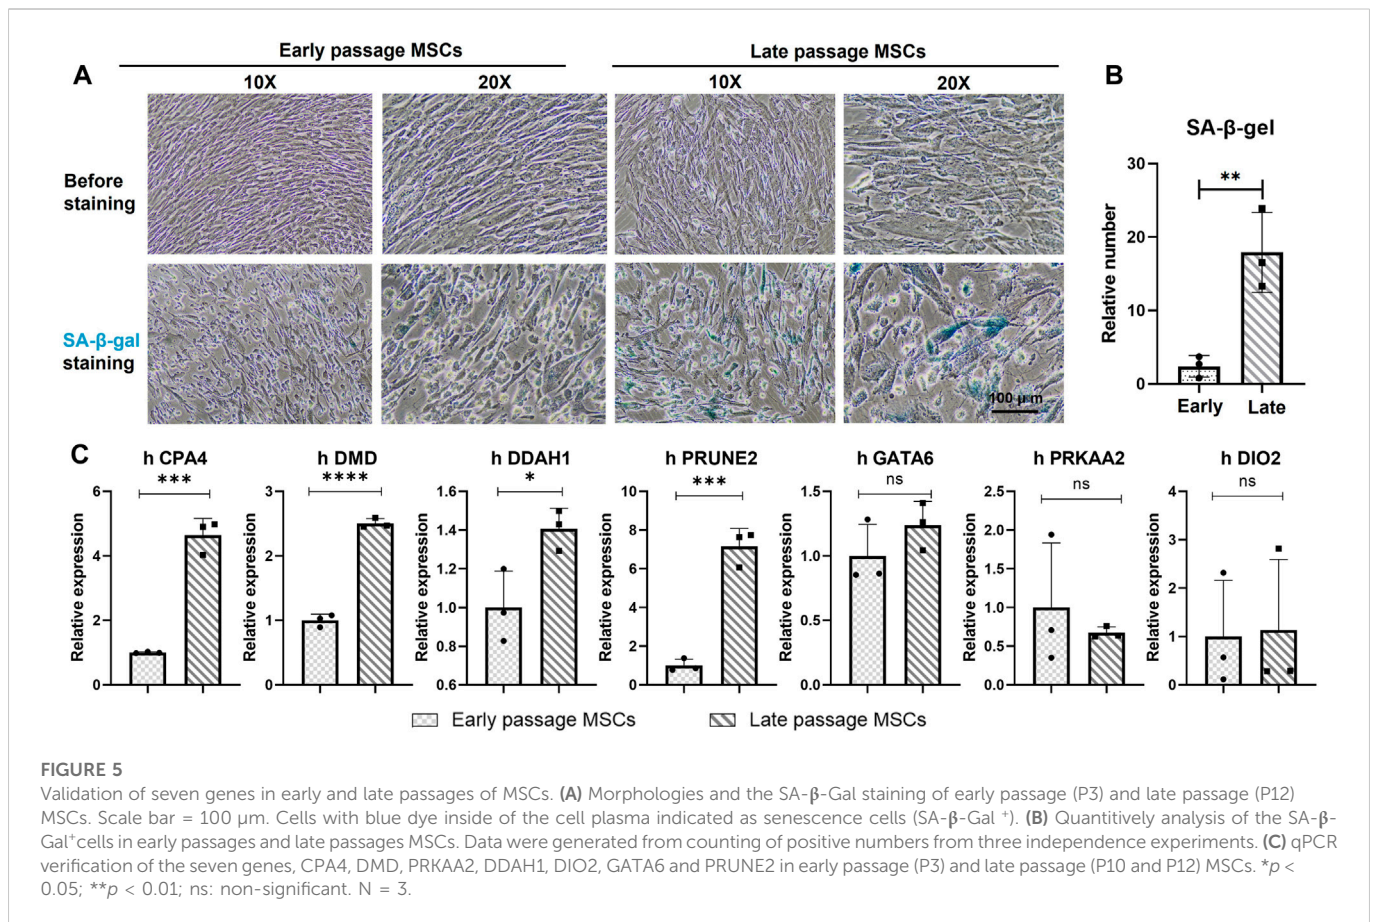 Early passage MSCs
Late passage MSCs
A
10X
20X
10X
20X
Before
staining
SA-β-gal
staining
100 μm
B
SA-β-gel
**
Relative number
30
20
10
0
Early
Late
C
h CPA4
***
Relative expression
6
4
2
0
h DMD
****
Relative expression
3
2
1
0
h DDAH1
*
Relative expression
1.6
1.4
1.2
1.0
0.8
0.6
h PRUNE2
***
Relative expression
10
8
6
4
2
0
h GATA6
ns
Relative expression
1.5
1.0
0.5
0.0
h PRKAA2
ns
Relative expression
2.5
2.0
1.5
1.0
0.5
0.0
h DIO2
ns
Relative expression
4
3
2
1
0
Early passage MSCs
Late passage MSCs
FIGURE 5
Validation of seven genes in early and late passages of MSCs. (A) Morphologies and the SA-β-Gal staining of early passage (P3) and late passage (P12)
MSCs. Scale bar = 100 μm. Cells with blue dye inside of the cell plasma indicated as senescence cells (SA-β-Gal +). (B) Quantitively analysis of the SA-β-
Gal+cells in early passages and late passages MSCs. Data were generated from counting of positive numbers from three independence experiments. (C) qPCR
verification of the seven genes, CPA4, DMD, PRKAA2, DDAH1, DIO2, GATA6 and PRUNE2 in early passage (P3) and late passage (P10 and P12) MSCs. *p <
0.05; **p < 0.01; ns: non-significant. N = 3.